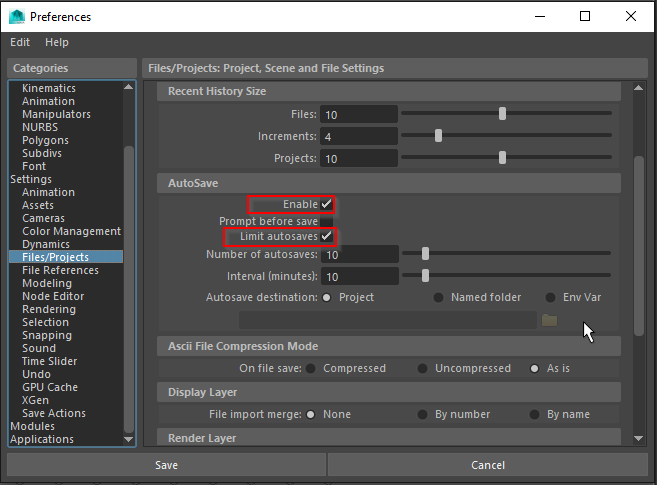 Preferences
Edit Help
Categories
Kinematics
Animation
Manipulators
NURBS
Polygons
Subdivs
Font
Settings
Animation
Assets
Cameras
Color Management
Dynamics
Files/Projects
File References
Modeling
Node Editor
Rendering
Selection
Snapping
Sound
Time Slider
Undo
GPU Cache
XGen
Save Actions
Modules
Applications
Files/Projects: Project, Scene and File Settings
Recent History Size
Files: 10
Increments: 4
Projects: 10
AutoSave
Enable
Prompt before save
Limit autosaves
Number of autosaves: 10
Interval (minutes): 10
Autosave destination: Project Named folder Env Var
Ascii File Compression Mode
On file save: Compressed Uncompressed As is
Display Layer
File import merge: None By number By name
Render Layer
Save Cancel